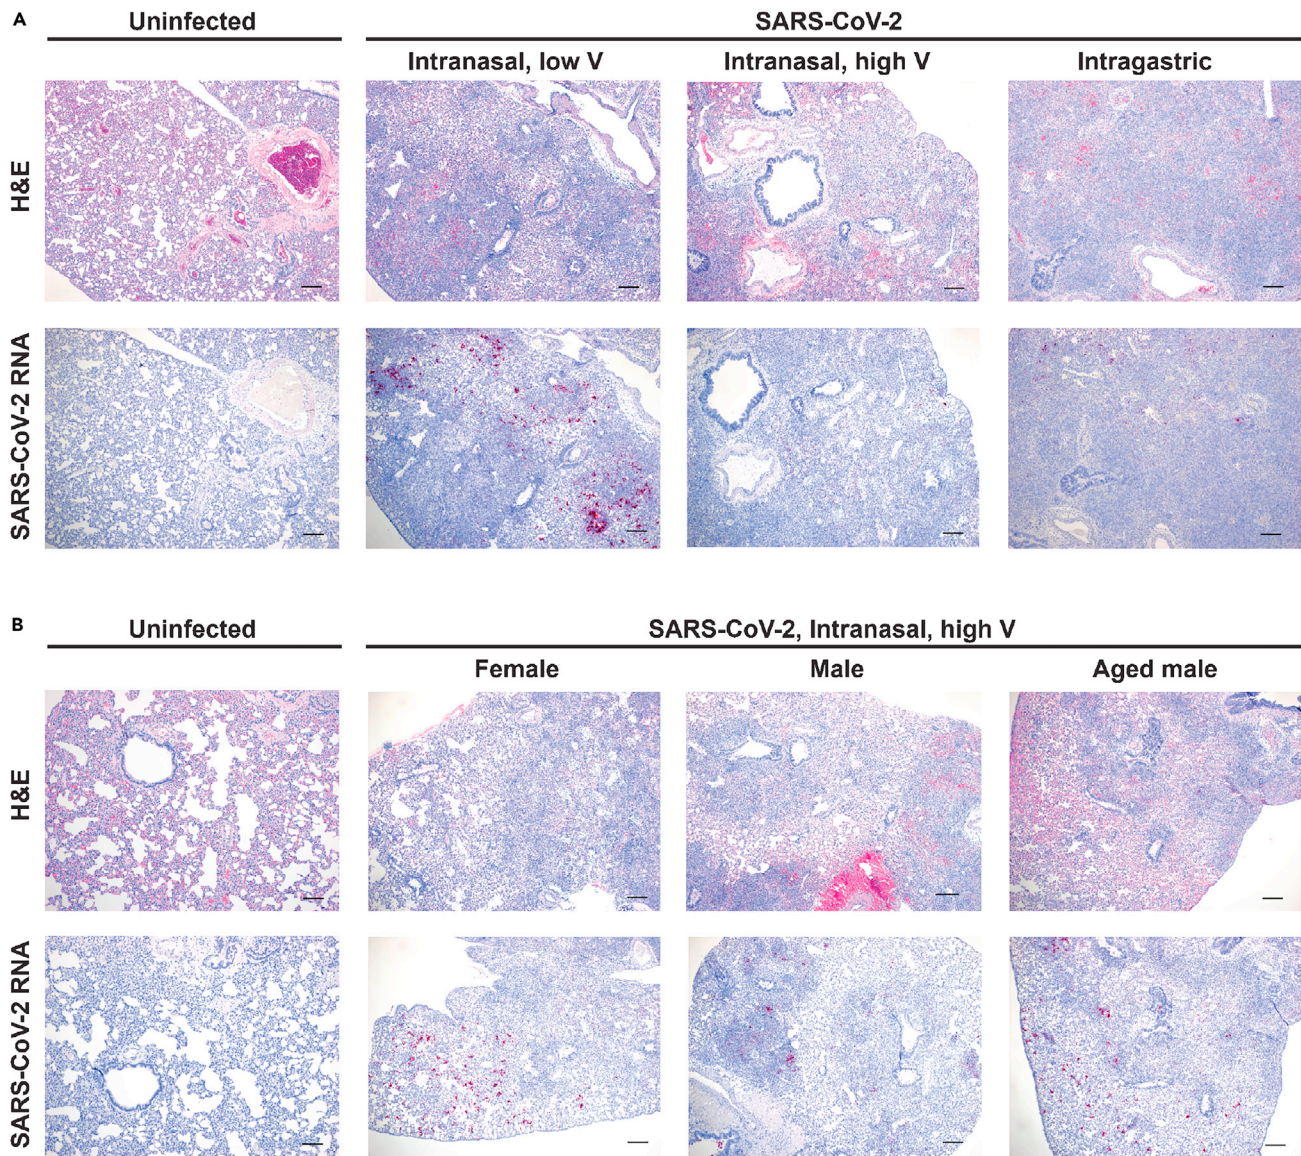 A
Uninfected
SARS-CoV-2
Intranasal, low V
Intranasal, high V
Intragastric
H&E
SARS-CoV-2 RNA
B
Uninfected
SARS-CoV-2, Intranasal, high V
Female
Male
Aged male
H&E
SARS-CoV-2 RNA